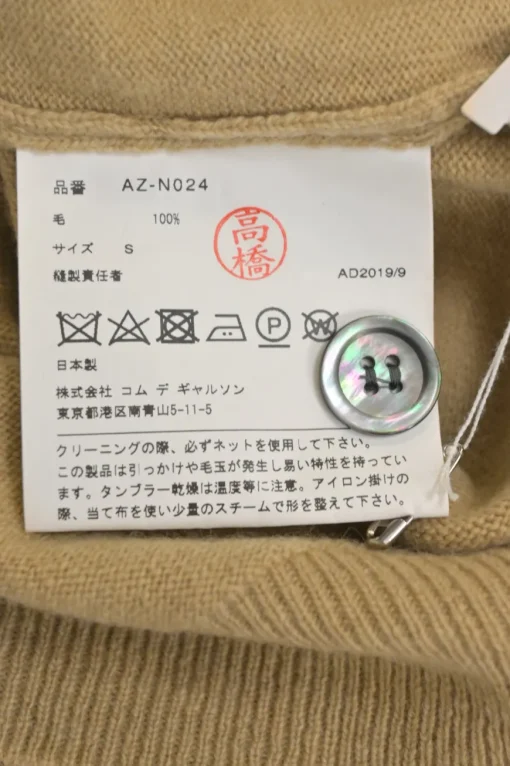 品番 AZ-N024
毛 100%
サイズ S
縫製責任者
高橋
AD2019/9
P
W
日本製
株式会社 コム デ ギャルソン
東京都港区南青山5-11-5
クリーニングの際、必ずネットを使用して下さい。
この製品は引っかけや毛玉が発生し易い特性を持ってい
ます。タンブラー乾燥は温度等に注意。アイロン掛けの
際、当て布を使い少量のスチームで形を整えて下さい。